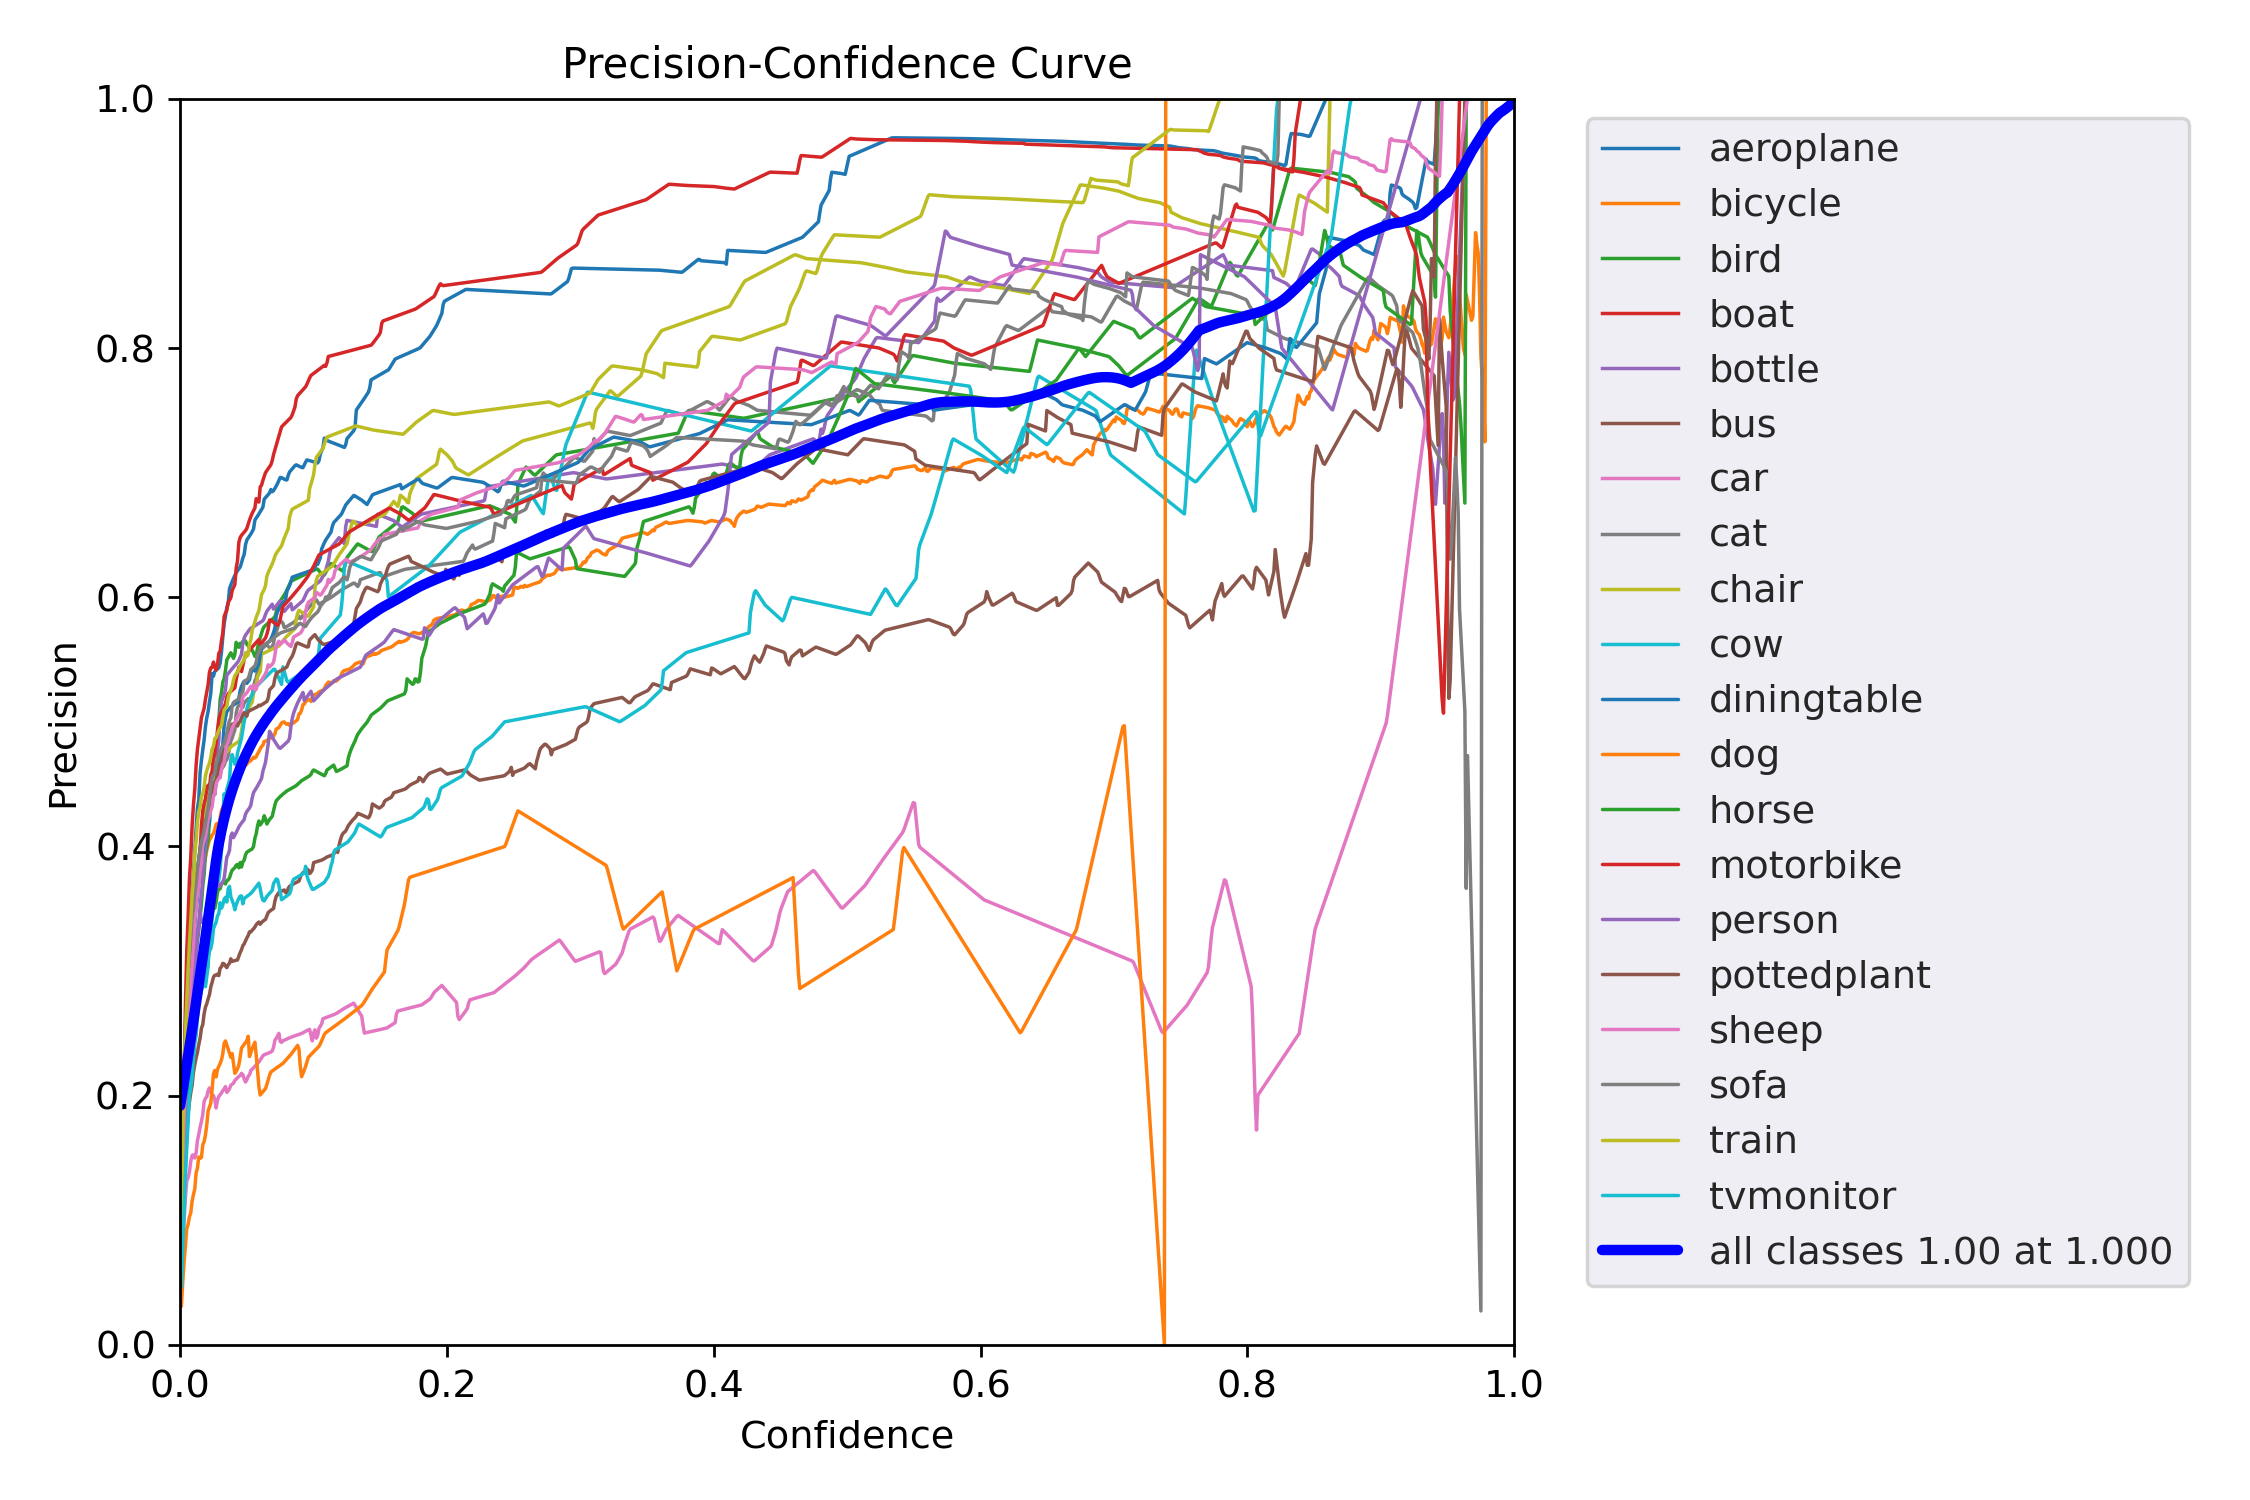 Precision-Confidence Curve
1.0
0.8
0.6
0.4
0.2
0.0
Precision
0.0 0.2 0.4 0.6 0.8 1.0
Confidence
aeroplane
bicycle
bird
boat
bottle
bus
car
cat
chair
cow
diningtable
dog
horse
motorbike
person
pottedplant
sheep
sofa
train
tvmonitor
all classes 1.00 at 1.000